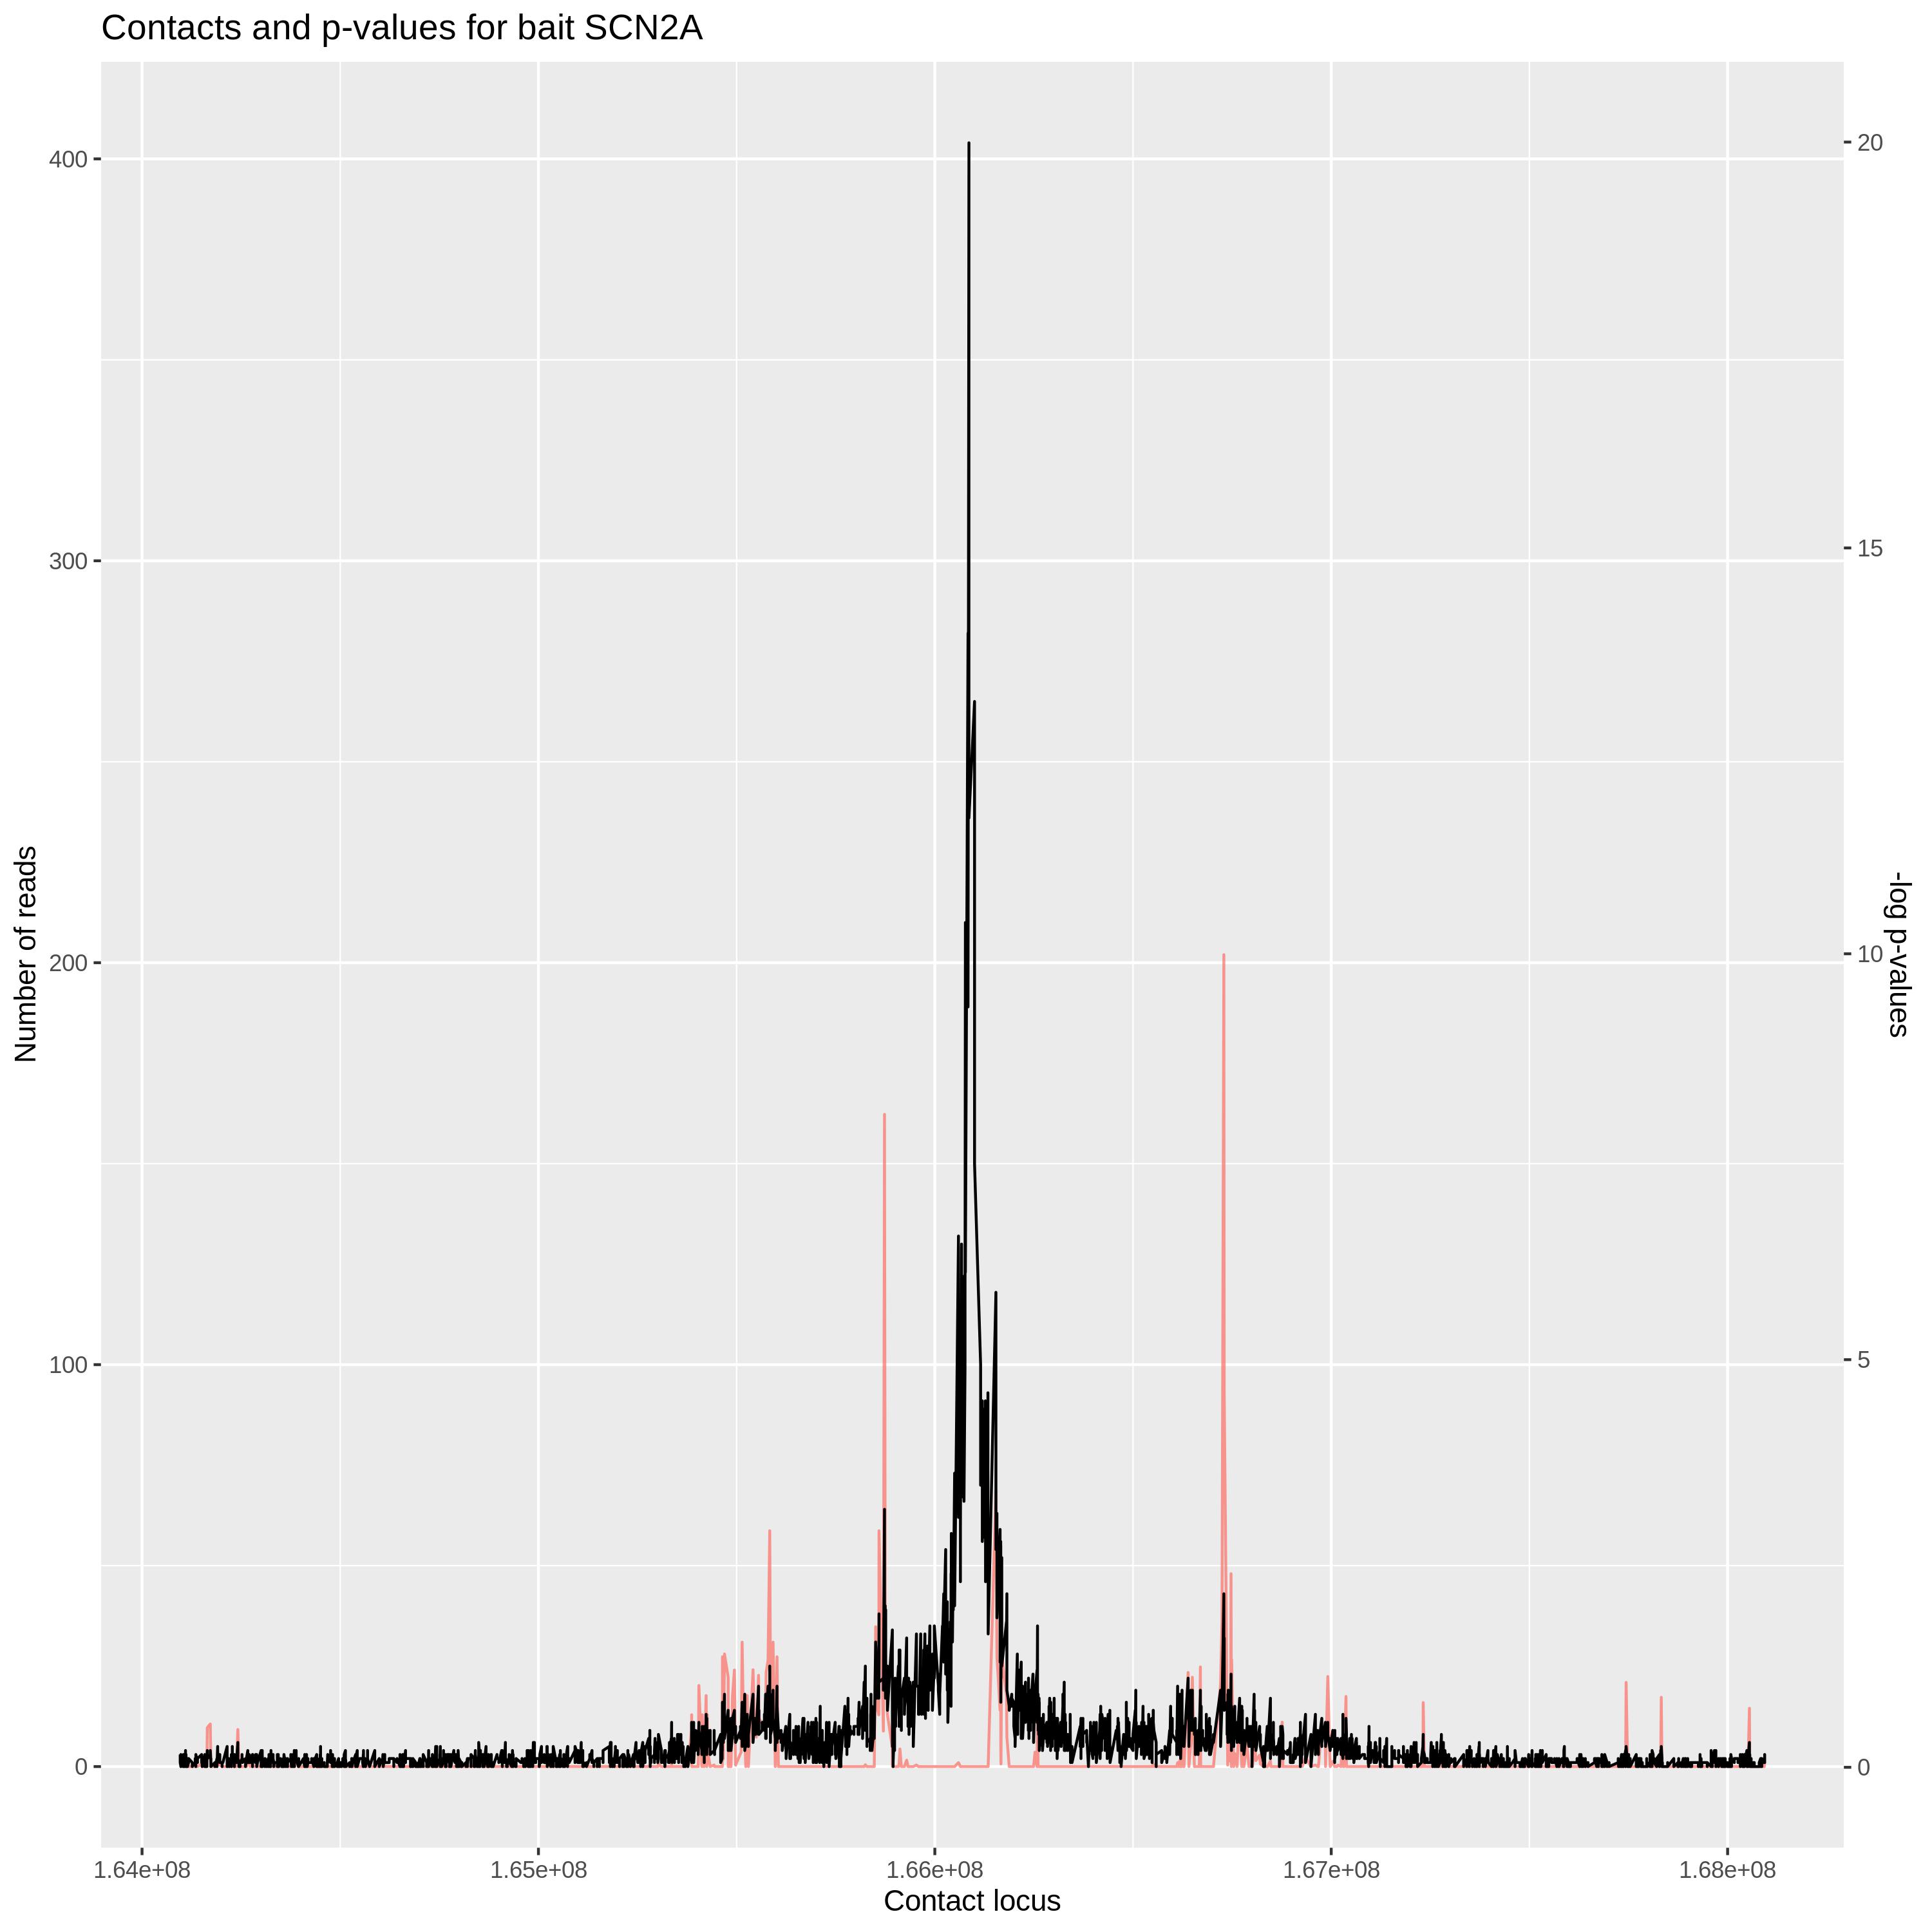 Contacts and p-values for bait SCN2A
400
300
200
100
0
Number of reads
20
15
10
5
0
-log p-values
1.64e+08
1.65e+08
1.66e+08
1.67e+08
1.68e+08
Contact locus